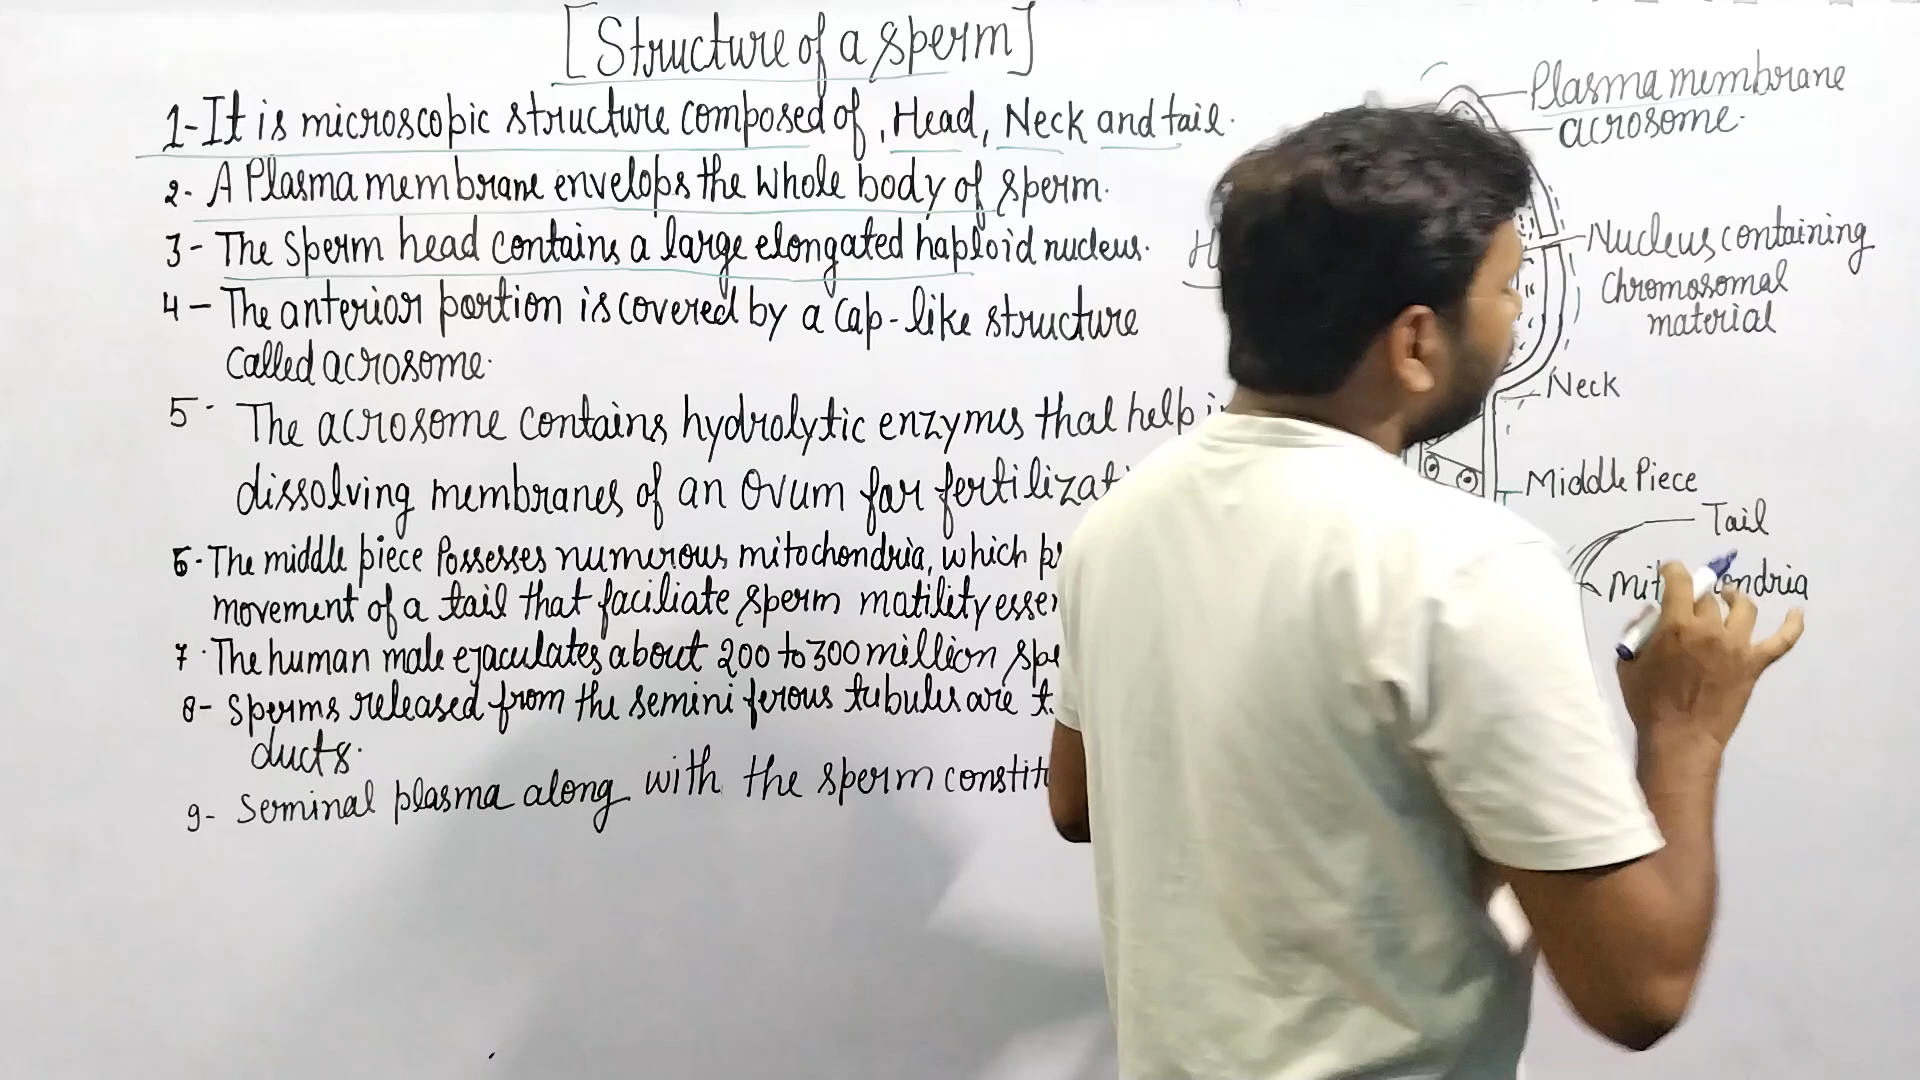 [Structure of a sperm]
1-It is microscopic structure composed of, Head, Neck and tail.
2- A Plasma membrane envelops the whole body of sperm.
3- The Sperm head contains a large elongated haploid nucleus.
4- The anterior portion is covered by a Cap-like structure
called acrosome.
5- The acrosome contains hydrolytic enzymes that help
dissolving membranes of an Ovum for
6- The middle piece Possesses numerous mitochondria, which
movement of a tail that faciliate sperm motility
7. The human male ejaculates about 200 to 300 million
8- Sperms released from the semini ferous tubules are
ducts.
9- Seminal plasma along with the sperm
Plasma membrane
acrosome.
Nucleus containing
Chromosomal
material
Neck
Middle Piece
Tail